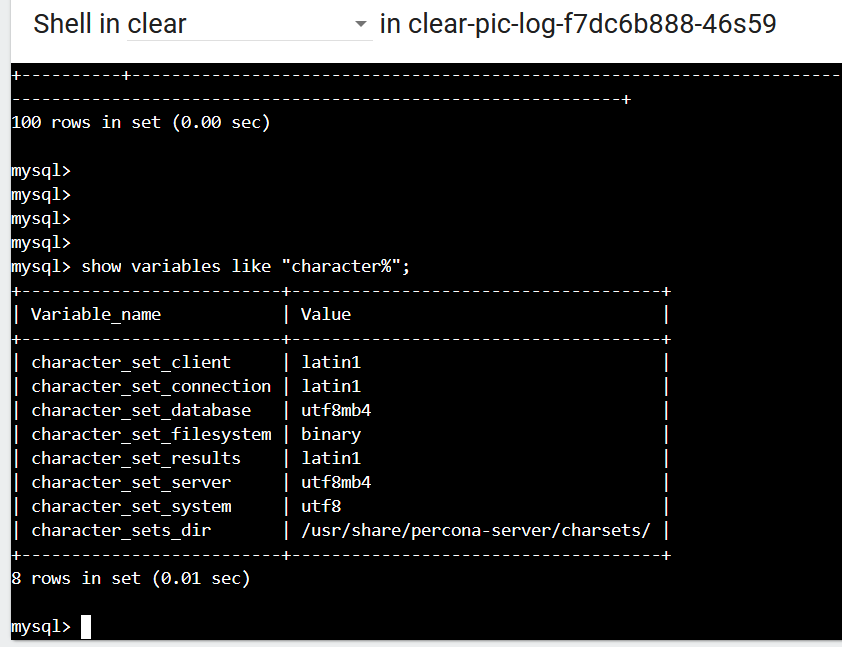 Shell in clear in clear-pic-log-f7dc6b888-46s59
+----------+-----------------------------------------------------------------------
-------------------------------------------------------------+
100 rows in set (0.00 sec)
mysql>
mysql>
mysql>
mysql>
mysql> show variables like "character%";
+--------------------------+-------------------------------------+
| Variable_name            | Value                               |
+--------------------------+-------------------------------------+
| character_set_client     | latin1                              |
| character_set_connection | latin1                              |
| character_set_database   | utf8mb4                             |
| character_set_filesystem | binary                              |
| character_set_results    | latin1                              |
| character_set_server     | utf8mb4                             |
| character_set_system     | utf8                                |
| character_sets_dir       | /usr/share/percona-server/charsets/ |
+--------------------------+-------------------------------------+
8 rows in set (0.01 sec)
mysql>